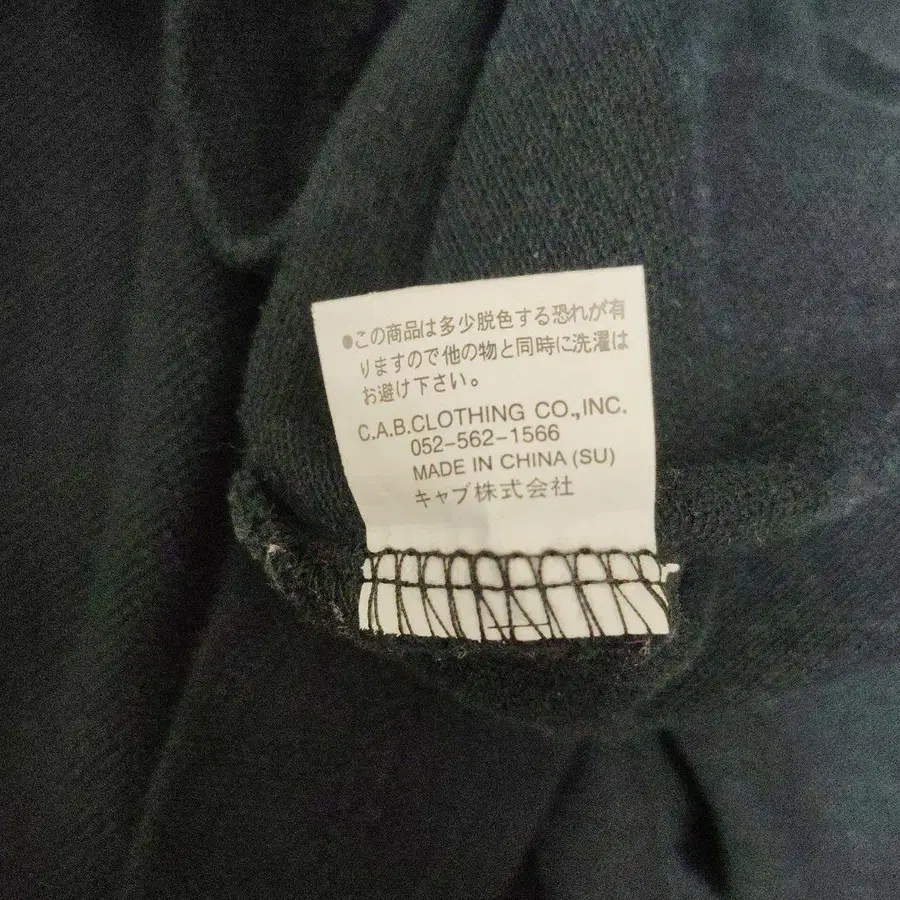 ●この商品は多少脱色する恐れが有
りますので他の物と同時に洗濯は
お避け下さい。
C.A.B.CLOTHING CO.,INC.
052-562-1566
MADE IN CHINA (SU)
キャブ株式会社